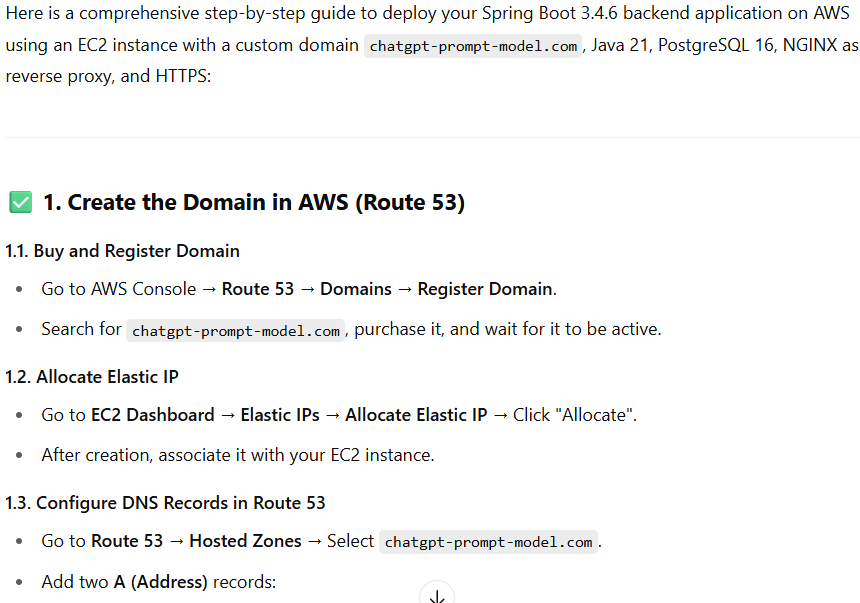 Here is a comprehensive step-by-step guide to deploy your Spring Boot 3.4.6 backend application on AWS
using an EC2 instance with a custom domain chatgpt-prompt-model.com, Java 21, PostgreSQL 16, NGINX as
reverse proxy, and HTTPS:
✅ 1. Create the Domain in AWS (Route 53)
1.1. Buy and Register Domain
• Go to AWS Console → Route 53 → Domains → Register Domain.
• Search for chatgpt-prompt-model.com, purchase it, and wait for it to be active.
1.2. Allocate Elastic IP
• Go to EC2 Dashboard → Elastic IPs → Allocate Elastic IP → Click "Allocate".
• After creation, associate it with your EC2 instance.
1.3. Configure DNS Records in Route 53
• Go to Route 53 → Hosted Zones → Select chatgpt-prompt-model.com.
• Add two A (Address) records: